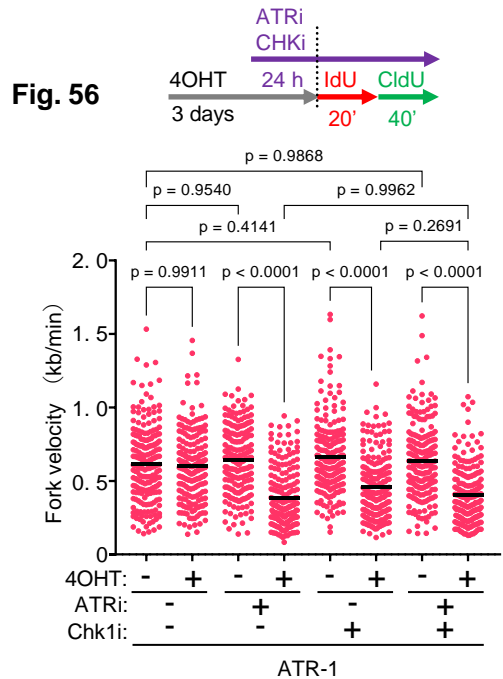 ATRi
CHKi
Fig. 56
4OHT 24 h IdU CldU
3 days 20' 40'
p = 0.9868
p = 0.9540 p = 0.9962
p = 0.4141 p = 0.2691
p = 0.9911 p < 0.0001 p < 0.0001 p < 0.0001
Fork velocity (kb/min)
2. 0
1.5
1.0
0.5
0
4OHT: - + - + - + - +
ATRi: - + - +
Chk1i: - - + +
ATR-1